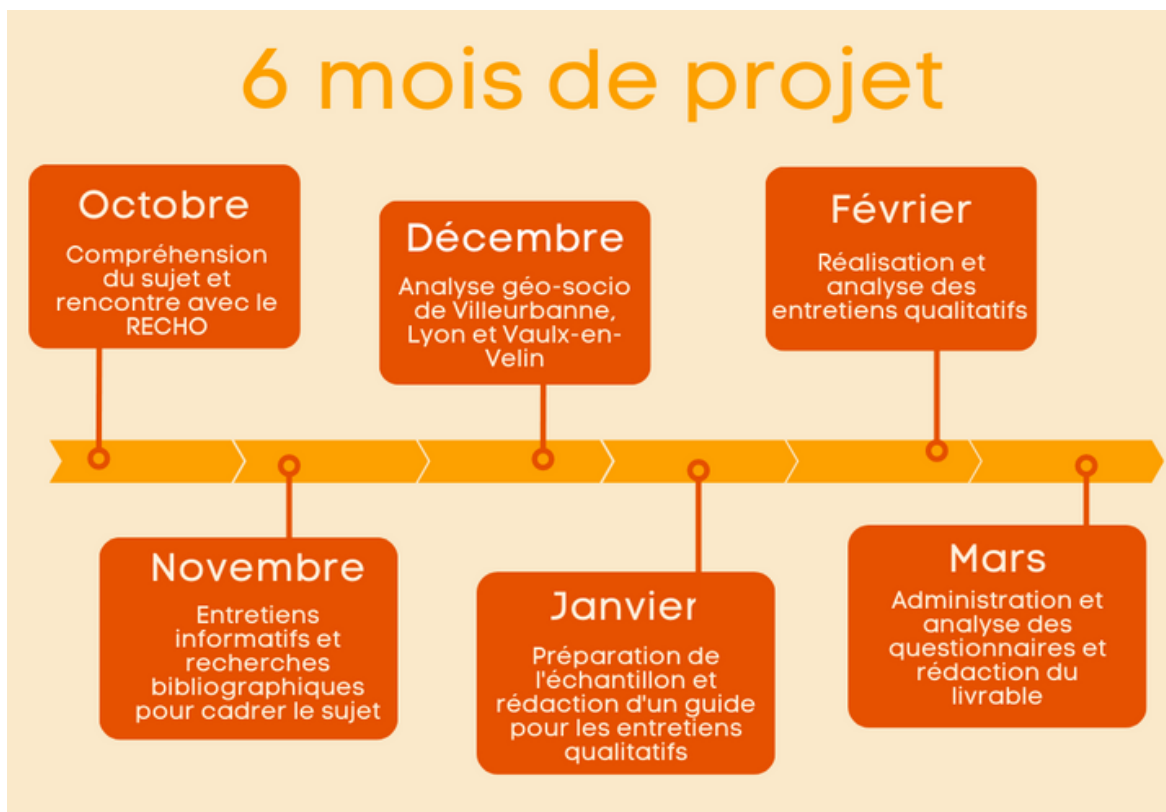 6 mois de projet
Octobre
Compréhension
du sujet et
rencontre avec le
RECHO
Novembre
Entretiens
informatifs et
recherches
bibliographiques
pour cadrer le sujet
Décembre
Analyse géo-socio
de Villeurbanne,
Lyon et Vaulx-en-
Velin
Janvier
Préparation de
l'échantillon et
rédaction d'un guide
pour les entretiens
qualitatifs
Février
Réalisation et
analyse des
entretiens qualitatifs
Mars
Administration et
analyse des
questionnaires et
rédaction du
livrable